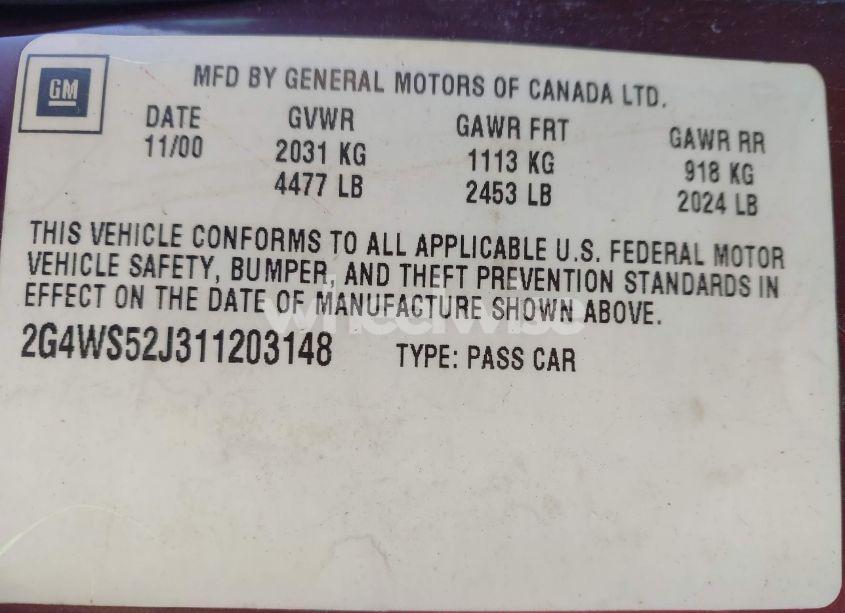 GM
MFD BY GENERAL MOTORS OF CANADA LTD.
DATE GVWR GAWR FRT GAWR RR
11/00 2031 KG 1113 KG 918 KG
4477 LB 2453 LB 2024 LB
THIS VEHICLE CONFORMS TO ALL APPLICABLE U.S. FEDERAL MOTOR
VEHICLE SAFETY, BUMPER, AND THEFT PREVENTION STANDARDS IN
EFFECT ON THE DATE OF MANUFACTURE SHOWN ABOVE.
wheelwise
2G4WS52J311203148 TYPE: PASS CAR